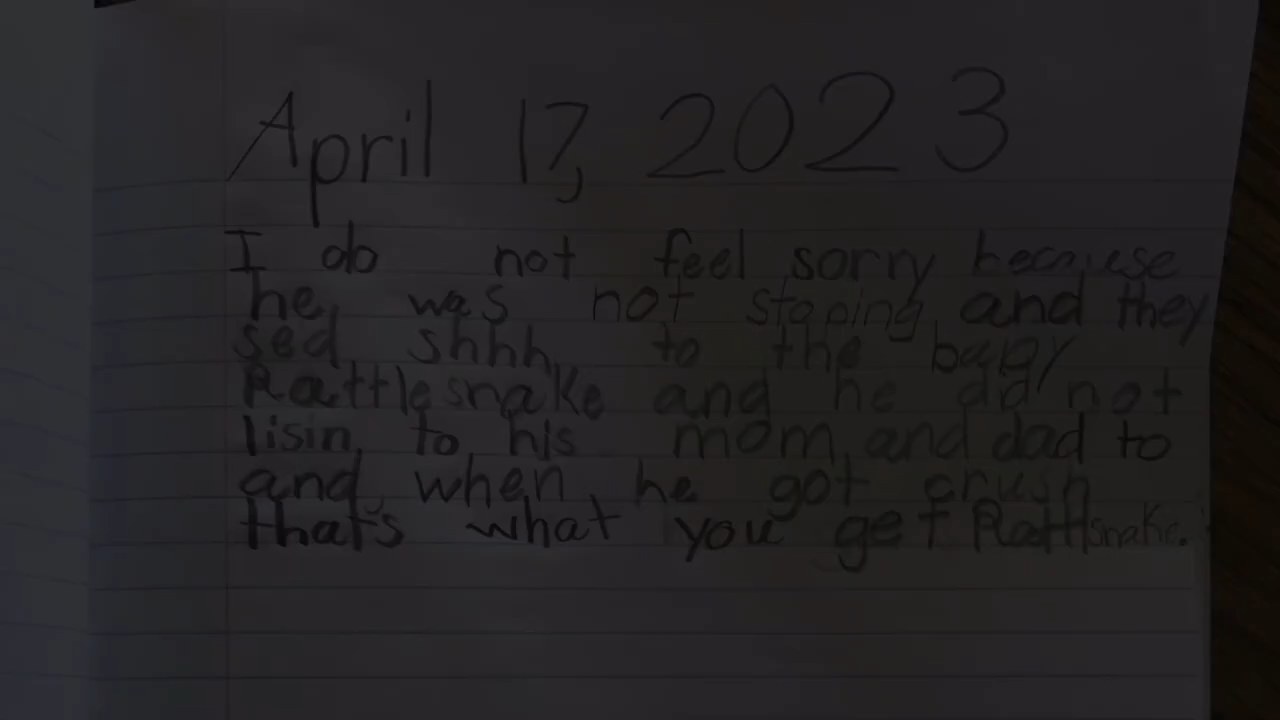 April 17, 2023
I do not feel sorry because
he was not stoping and they
sed shhh to the baby
Rattlesnake and he did not
lisin to his mom and dad to
and when he got crush
that's what you get Rattlsnake.